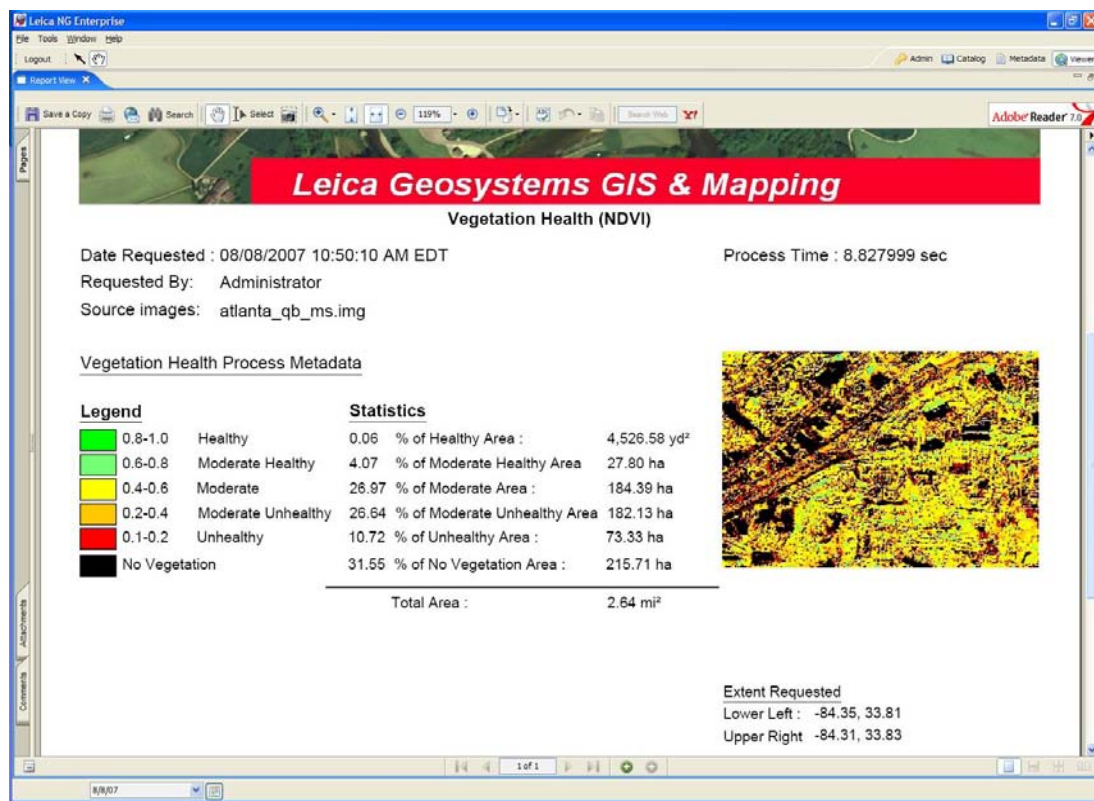 Leica NG Enterprise
File Tools Window Help
Logout Admin Catalog Metadata Viewer
Report View
Save a Copy Search Select 119% Search Web Y! Adobe Reader 7.0
Pages
Leica Geosystems GIS & Mapping
Vegetation Health (NDVI)
Date Requested : 08/08/2007 10:50:10 AM EDT Process Time : 8.827999 sec
Requested By: Administrator
Source images: atlanta_qb_ms.img
Vegetation Health Process Metadata
Legend Statistics
0.8-1.0 Healthy 0.06 % of Healthy Area : 4,526.58 yd²
0.6-0.8 Moderate Healthy 4.07 % of Moderate Healthy Area 27.80 ha
0.4-0.6 Moderate 26.97 % of Moderate Area : 184.39 ha
0.2-0.4 Moderate Unhealthy 26.64 % of Moderate Unhealthy Area 182.13 ha
0.1-0.2 Unhealthy 10.72 % of Unhealthy Area : 73.33 ha
No Vegetation 31.55 % of No Vegetation Area : 215.71 ha
Total Area : 2.64 mi²
Attachments
Comments
Extent Requested
Lower Left : -84.35, 33.81
Upper Right -84.31, 33.83
1 of 1
8/8/07